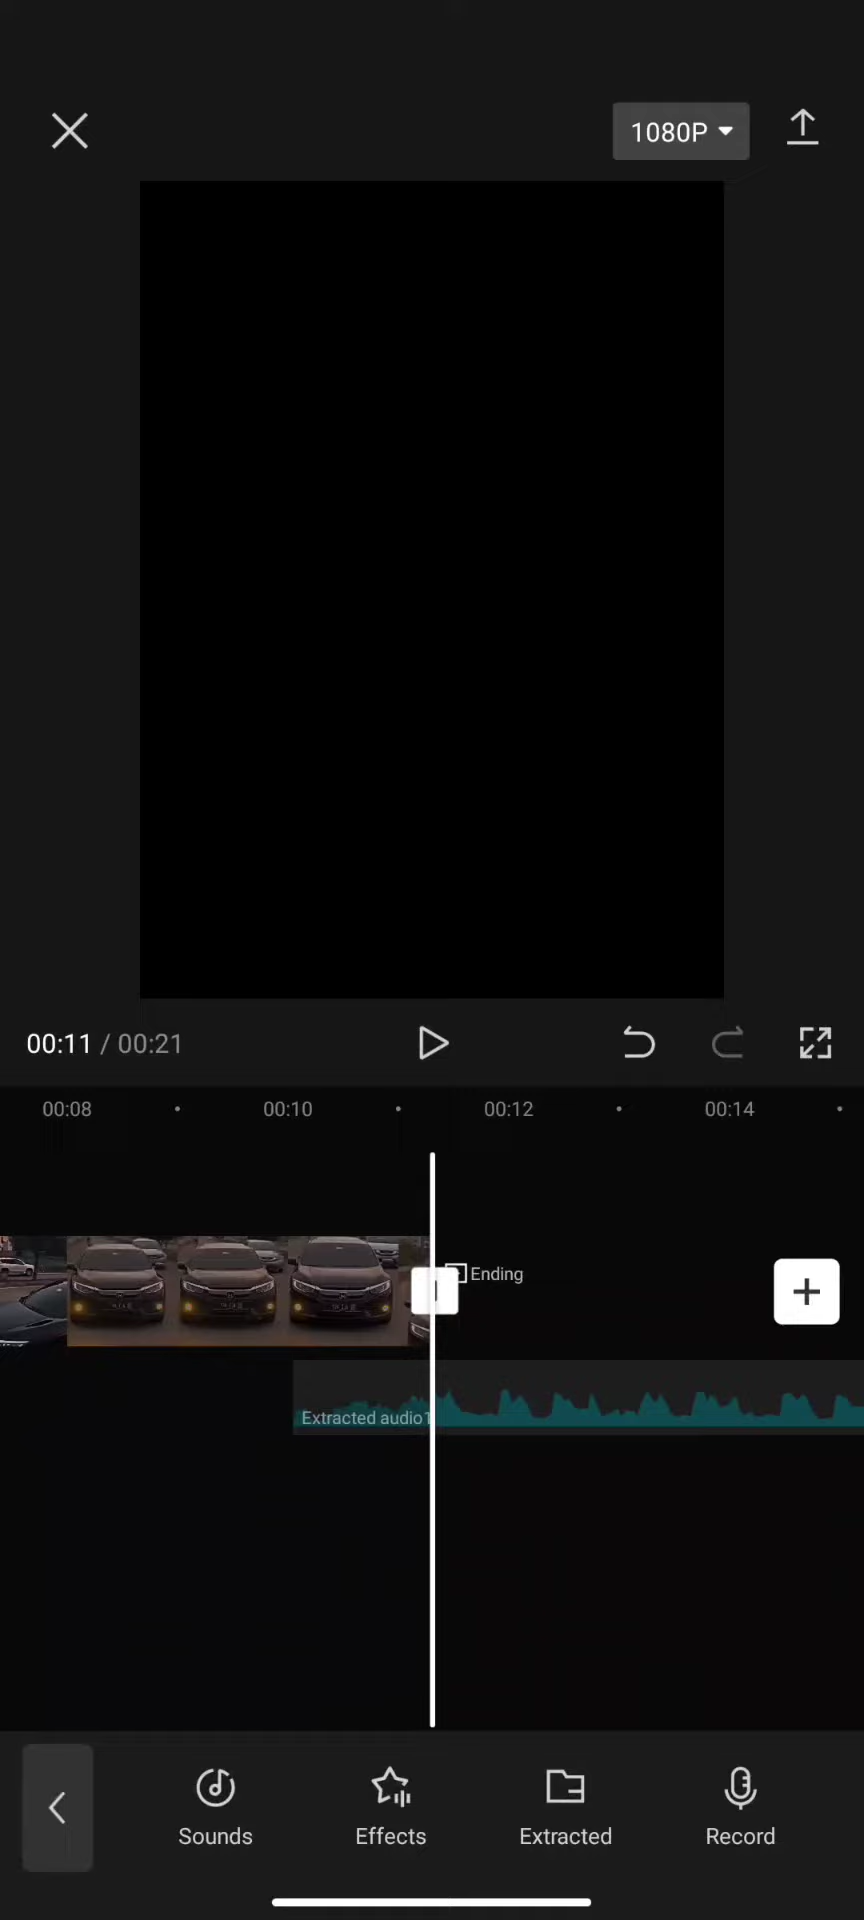 1080P
00:11 / 00:21
00:08 00:10 00:12 00:14
Ending
Extracted audio1
Sounds Effects Extracted Record